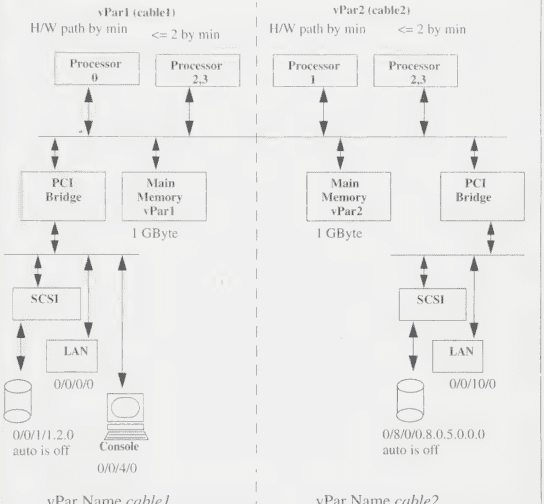 vPar1 (cable1)
H/W path by min <= 2 by min
Processor
0
Processor
2,3
PCI
Bridge
Main
Memory
vPar1
1 GByte
SCSI
LAN
0/0/0/0
0/0/1/1.2.0
auto is off
Console
0/0/4/0
vPar Name cable1
vPar2 (cable2)
H/W path by min <= 2 by min
Processor
1
Processor
2,3
Main
Memory
vPar2
1 GByte
PCI
Bridge
SCSI
LAN
0/0/10/0
0/8/0/0.8.0.5.0.0.0
auto is off
vPar Name cable2